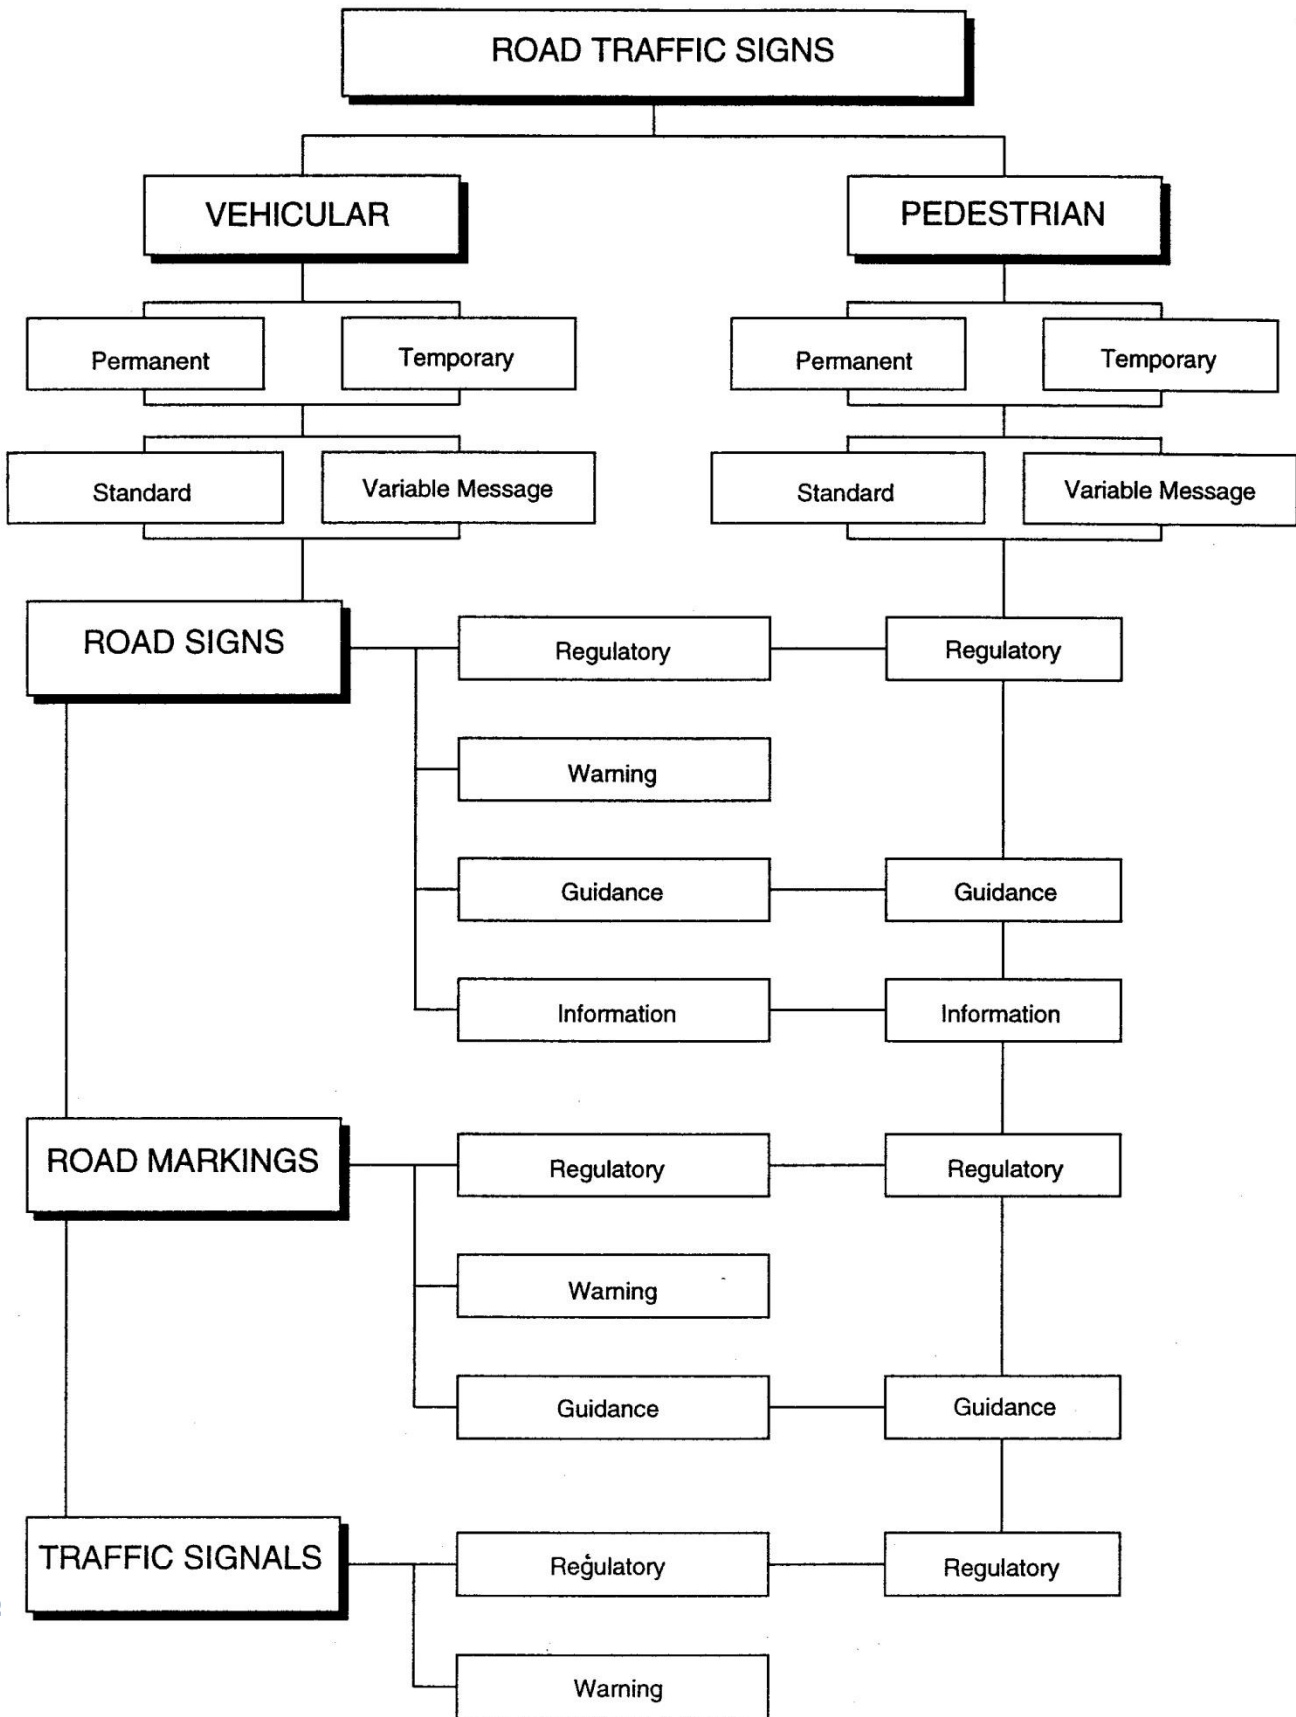 ROAD TRAFFIC SIGNS
VEHICULAR
PEDESTRIAN
Permanent
Temporary
Permanent
Temporary
Standard
Variable Message
Standard
Variable Message
ROAD SIGNS
Regulatory
Regulatory
Warning
Guidance
Guidance
Information
Information
ROAD MARKINGS
Regulatory
Regulatory
Warning
Guidance
Guidance
TRAFFIC SIGNALS
Regulatory
Regulatory
Warning